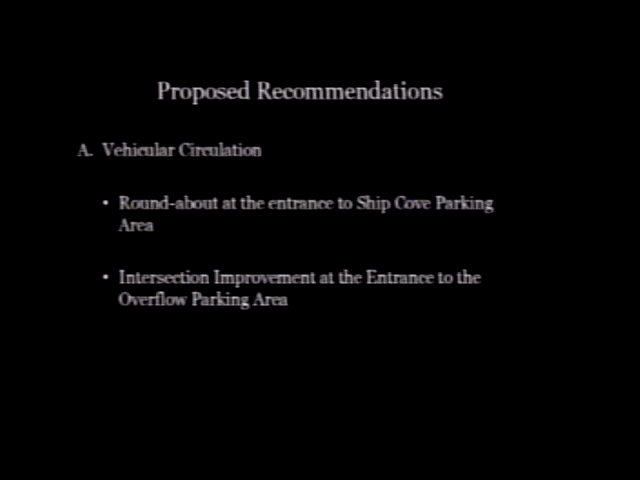 Proposed Recommendations
A. Vehicular Circulation
• Round-about at the entrance to Ship Cove Parking
Area
• Intersection Improvement at the Entrance to the
Overflow Parking Area